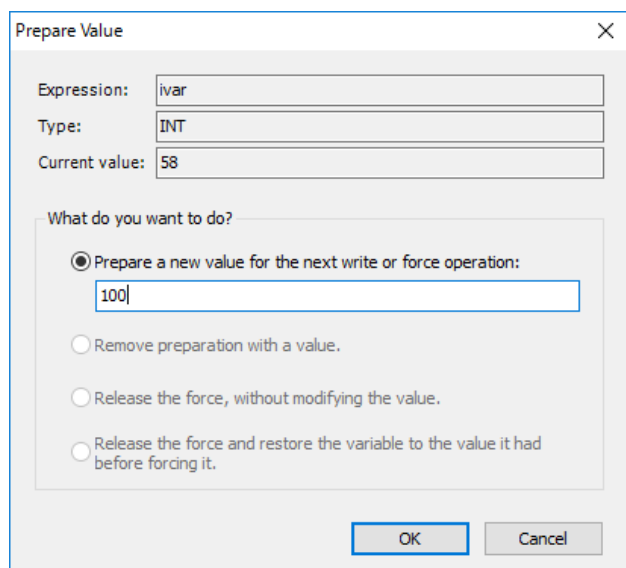 Prepare Value
Expression: ivar
Type: INT
Current value: 58
What do you want to do?
Prepare a new value for the next write or force operation:
100
Remove preparation with a value.
Release the force, without modifying the value.
Release the force and restore the variable to the value it had
before forcing it.
OK Cancel